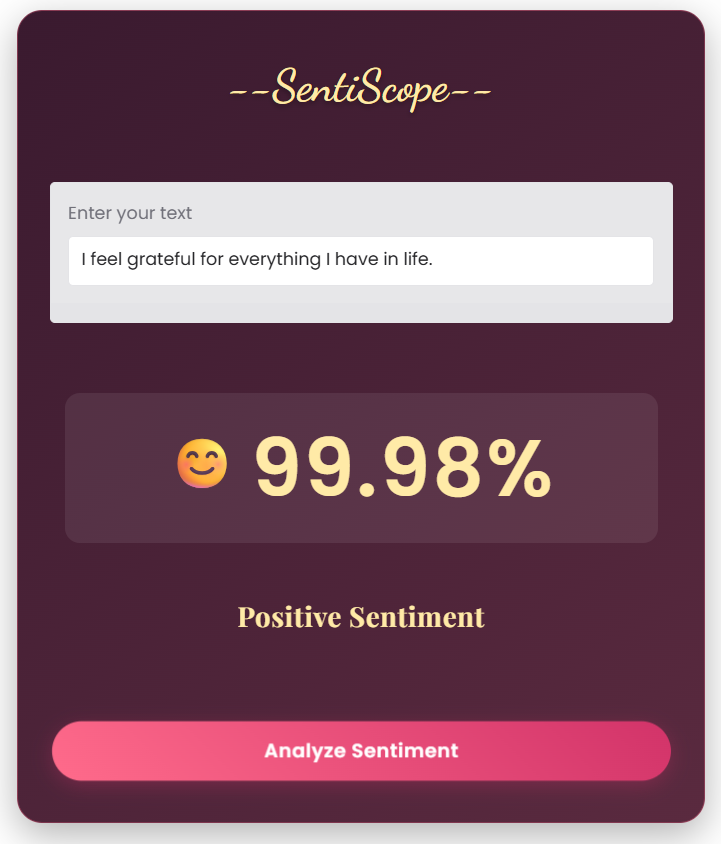 --SentiScope--
Enter your text
I feel grateful for everything I have in life.
😊 99.98%
Positive Sentiment
Analyze Sentiment